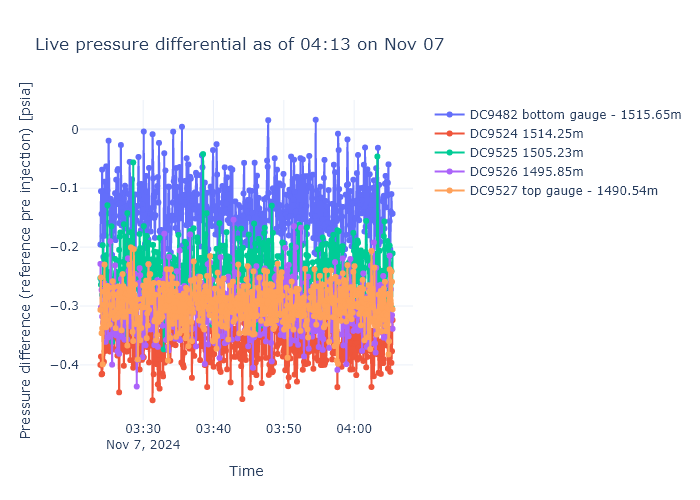 Live pressure differential as of 04:13 on Nov 07
Pressure difference (reference pre injection) [psia]
0
−0.1
−0.2
−0.3
−0.4
03:30
03:40
03:50
04:00
Nov 7, 2024
Time
DC9482 bottom gauge - 1515.65m
DC9524 1514.25m
DC9525 1505.23m
DC9526 1495.85m
DC9527 top gauge - 1490.54m